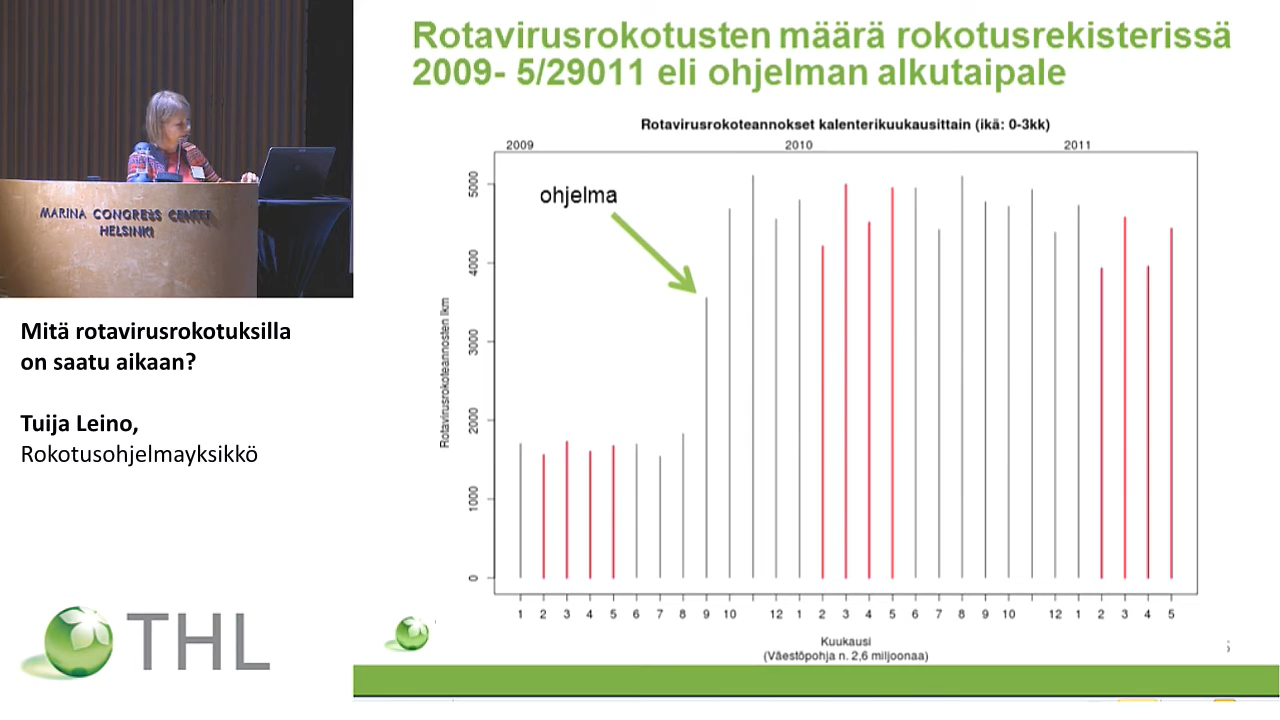 Rotavirusrokotusten määrä rokotusrekisterissä
2009- 5/29011 eli ohjelman alkutaipale
Rotavirusrokoteannokset kalenterikuukausittain (ikä: 0-3kk)
2009 2010 2011
ohjelma
Rotavirusrokoteannosten lkm
5000
4000
3000
2000
1000
0
1 2 3 4 5 6 7 8 9 10 12 1 2 3 4 5 6 7 8 9 10 12 1 2 3 4 5
Kuukausi
(Väestöpohja n. 2,6 miljoonaa)
MARINA CONGRESS CENTER
HELSINKI
Mitä rotavirusrokotuksilla
on saatu aikaan?
Tuija Leino,
Rokotusohjelmayksikkö
THL